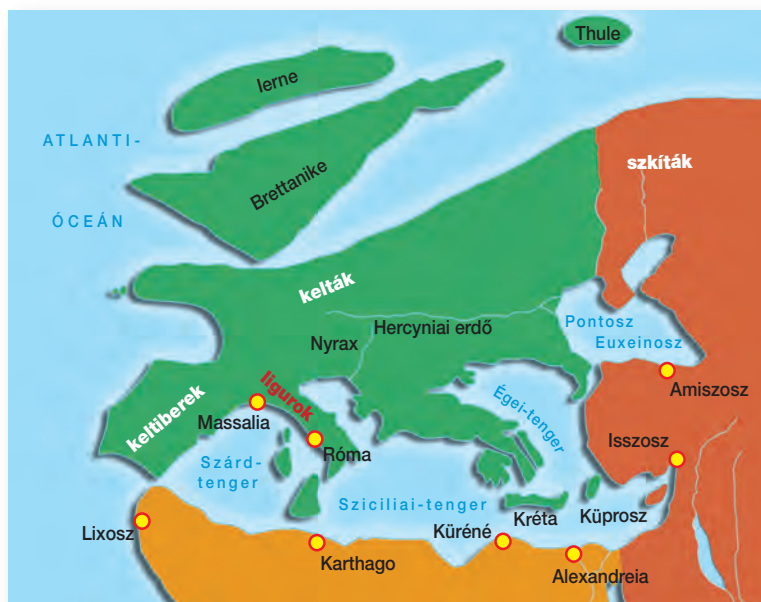 Thule
Ierne
ATLANTI-
szkíták
Brettanike
ÓCEÁN
kelták
Hercyniai erdő
Pontosz
Euxeinosz
Nyrax
ligurok
Amiszosz
keltiberek
Massalia
Égei-tenger
Isszosz
Róma
Szárd-
tenger
Sziciliai-tenger
Kréta
Küprosz
Lixosz
Küréné
Karthago
Alexandreia